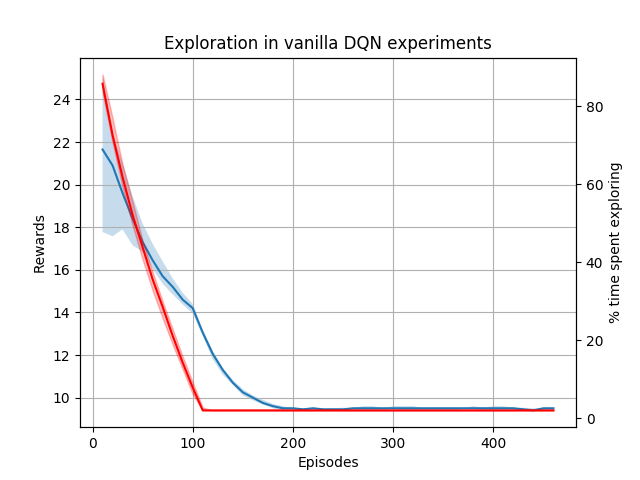 Exploration in vanilla DQN experiments
24
22
20
18
16
14
12
10
Rewards
80
60
40
20
0
% time spent exploring
0 100 200 300 400
Episodes